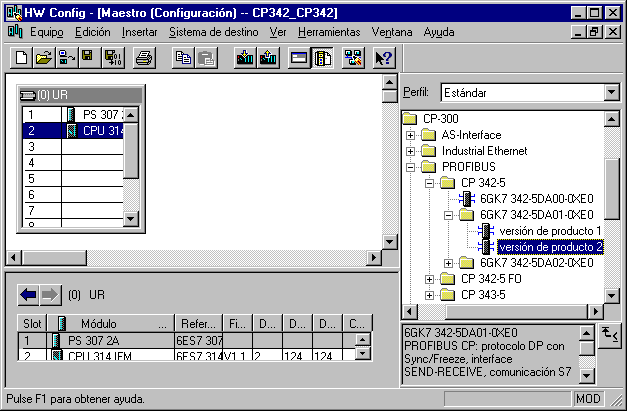 HW Config - [Maestro (Configuración) -- CP342_CP342]
Equipo Edición Insertar Sistema de destino Ver Herramientas Ventana Ayuda
(0) UR
1 PS 307 2
2 CPU 314
3
4
5
6
7
8
Perfil: Estándar
CP-300
AS-Interface
Industrial Ethernet
PROFIBUS
CP 342-5
6GK7 342-5DA00-0XE0
6GK7 342-5DA01-0XE0
versión de producto 1
versión de producto 2
6GK7 342-5DA02-0XE0
CP 342-5 FO
CP 343-5
(0) UR
Slot Módulo ... Refer... Fi... D... D... D... C...
1 PS 307 2A 6ES7 307
2 CPU 314 IFM 6ES7 314 V1.1 2 124... 124...
6GK7 342-5DA01-0XE0
PROFIBUS CP: protocolo DP con
Sync/Freeze, interface
SEND-RECEIVE, comunicación S7
Pulse F1 para obtener ayuda.
MOD